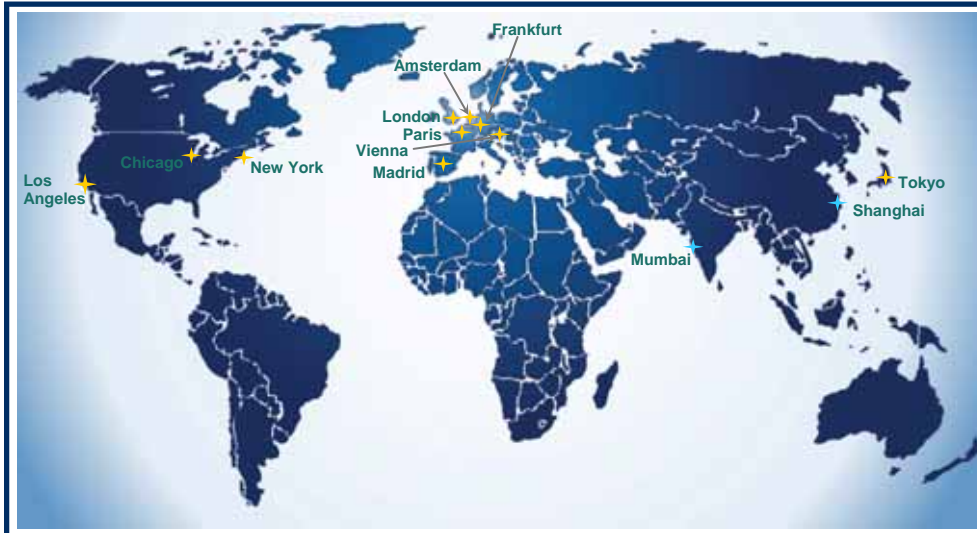 Frankfurt
Amsterdam
London
Paris
Vienna
Madrid
Chicago
New York
Los
Angeles
Tokyo
Shanghai
Mumbai